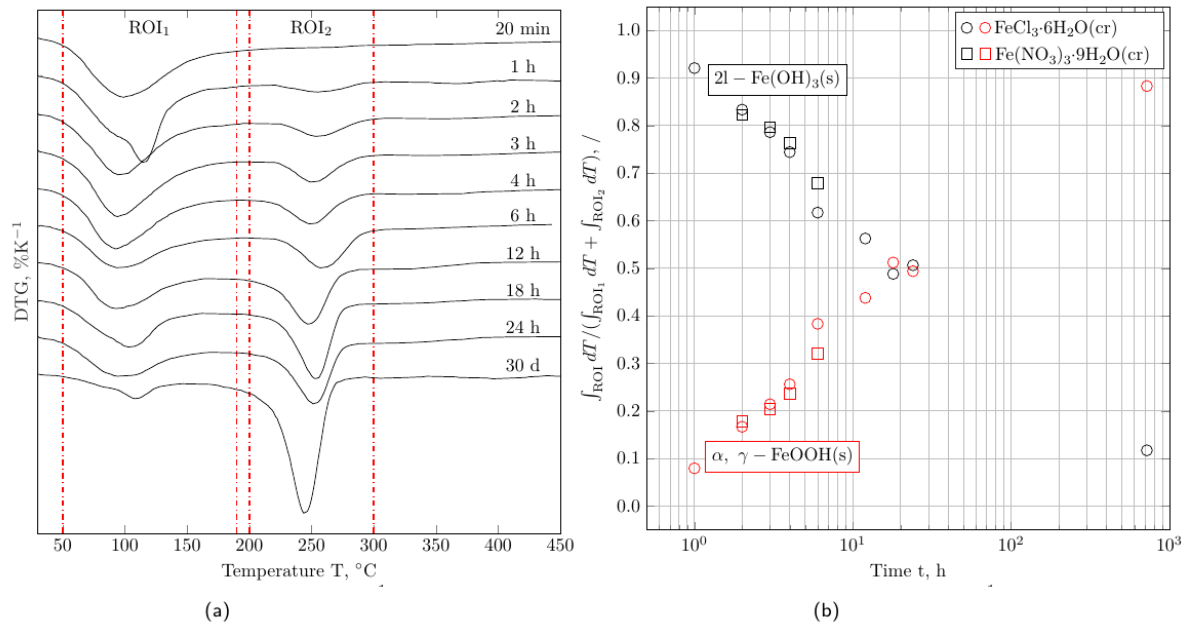 ROI₁
ROI₂
20 min
1 h
2 h
3 h
4 h
6 h
12 h
18 h
24 h
30 d
DTG, %K⁻¹
50
100
150
200
250
300
350
400
450
Temperature T, °C
(a)
FeCl₃·6H₂O(cr)
Fe(NO₃)₃·9H₂O(cr)
2l − Fe(OH)₃(s)
α, γ − FeOOH(s)
∫ROI dT/(∫ROI₁ dT + ∫ROI₂ dT), /
1.0
0.9
0.8
0.7
0.6
0.5
0.4
0.3
0.2
0.1
0.0
10⁰
10¹
10²
10³
Time t, h
(b)